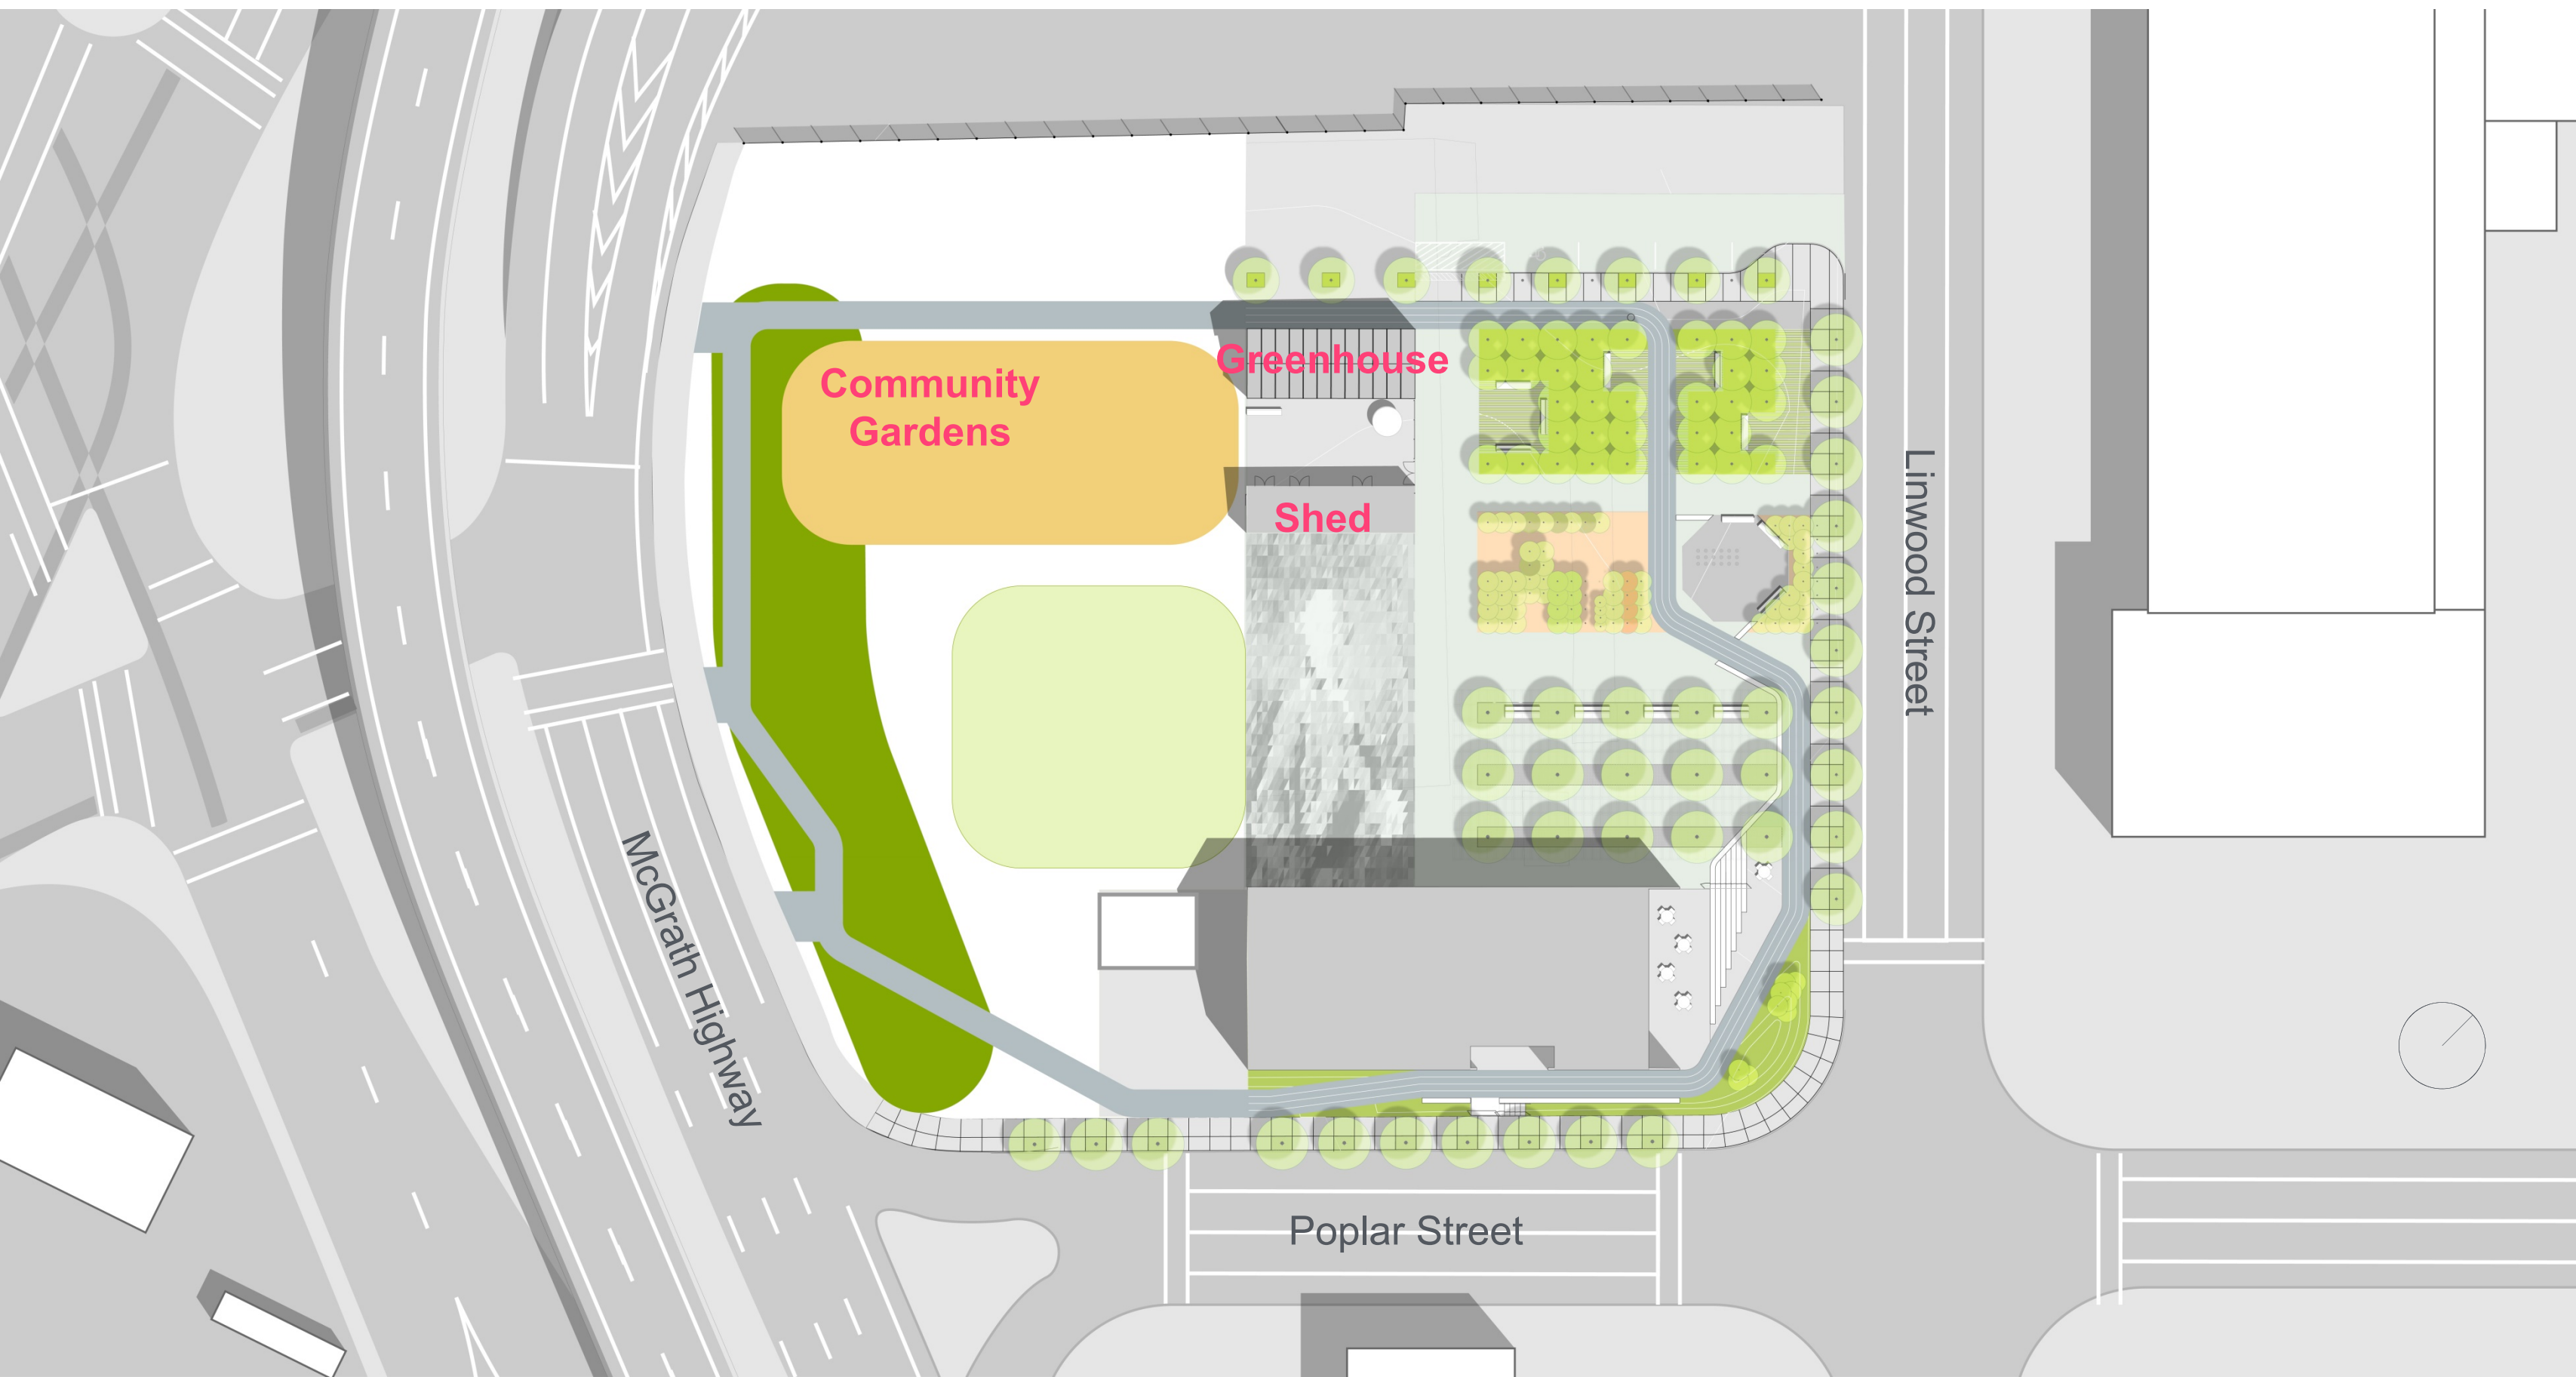 Greenhouse
Community
Gardens
Shed
Linwood Street
McGrath Highway
Poplar Street